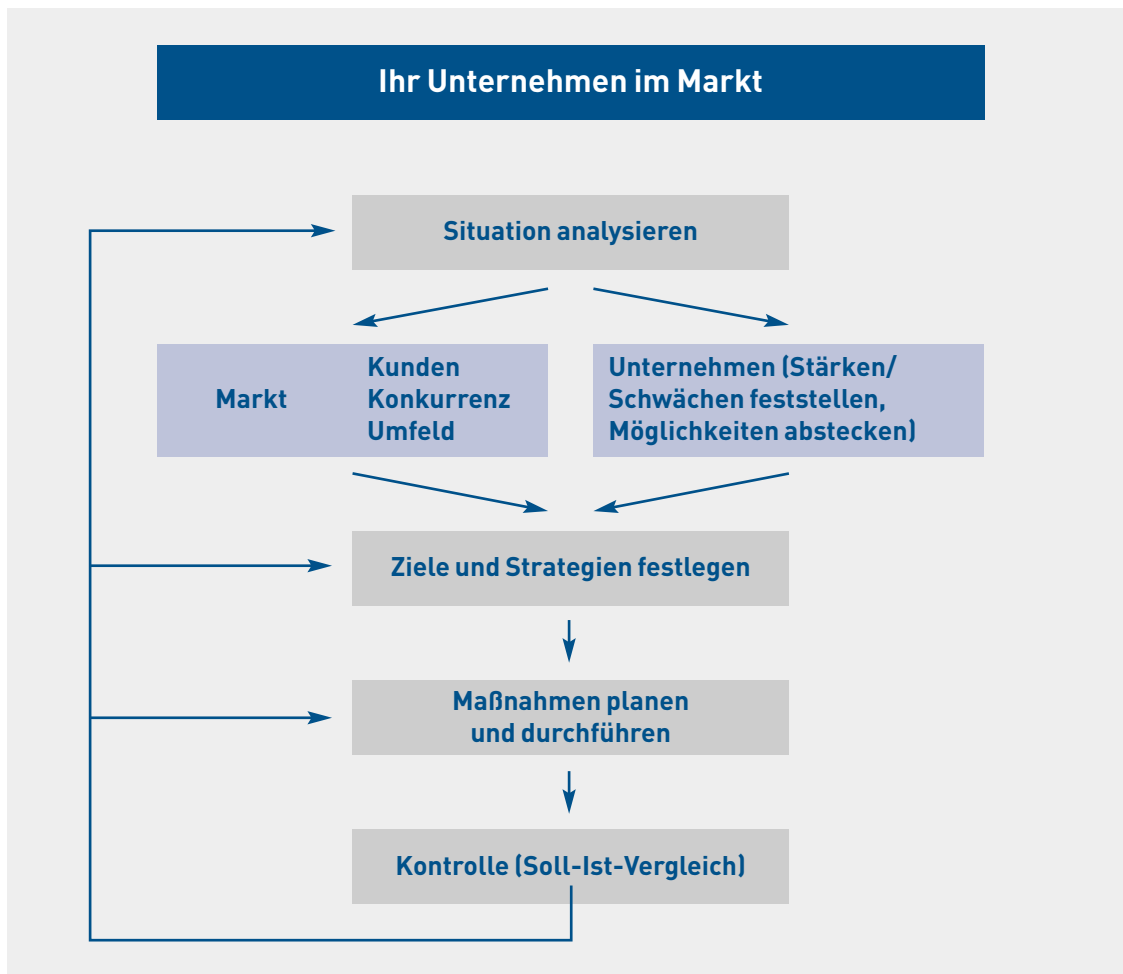 Ihr Unternehmen im Markt
Situation analysieren
Markt
Kunden
Konkurrenz
Umfeld
Unternehmen (Stärken/
Schwächen feststellen,
Möglichkeiten abstecken)
Ziele und Strategien festlegen
Maßnahmen planen
und durchführen
Kontrolle (Soll-Ist-Vergleich)